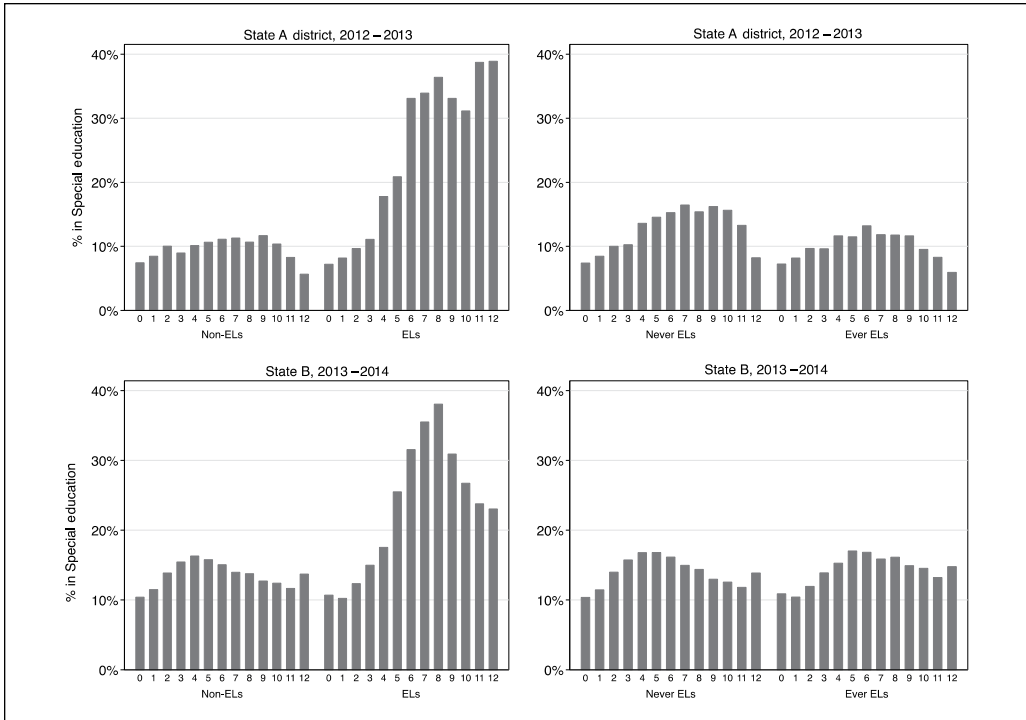 State A district, 2012–2013
% in Special education
40%
30%
20%
10%
0%
0 1 2 3 4 5 6 7 8 9 10 11 12 0 1 2 3 4 5 6 7 8 9 10 11 12
Non-ELs ELs
State A district, 2012–2013
40%
30%
20%
10%
0%
0 1 2 3 4 5 6 7 8 9 10 11 12 0 1 2 3 4 5 6 7 8 9 10 11 12
Never ELs Ever ELs
State B, 2013–2014
% in Special education
40%
30%
20%
10%
0%
0 1 2 3 4 5 6 7 8 9 10 11 12 0 1 2 3 4 5 6 7 8 9 10 11 12
Non-ELs ELs
State B, 2013–2014
40%
30%
20%
10%
0%
0 1 2 3 4 5 6 7 8 9 10 11 12 0 1 2 3 4 5 6 7 8 9 10 11 12
Never ELs Ever ELs